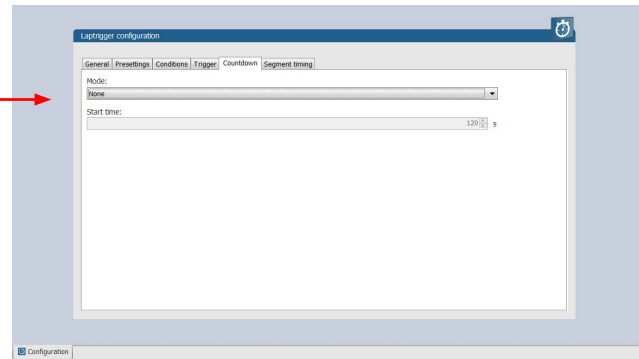 Laptrigger configuration
General Presettings Conditions Trigger Countdown Segment timing
Mode:
None
Start time:
120 s
Configuration